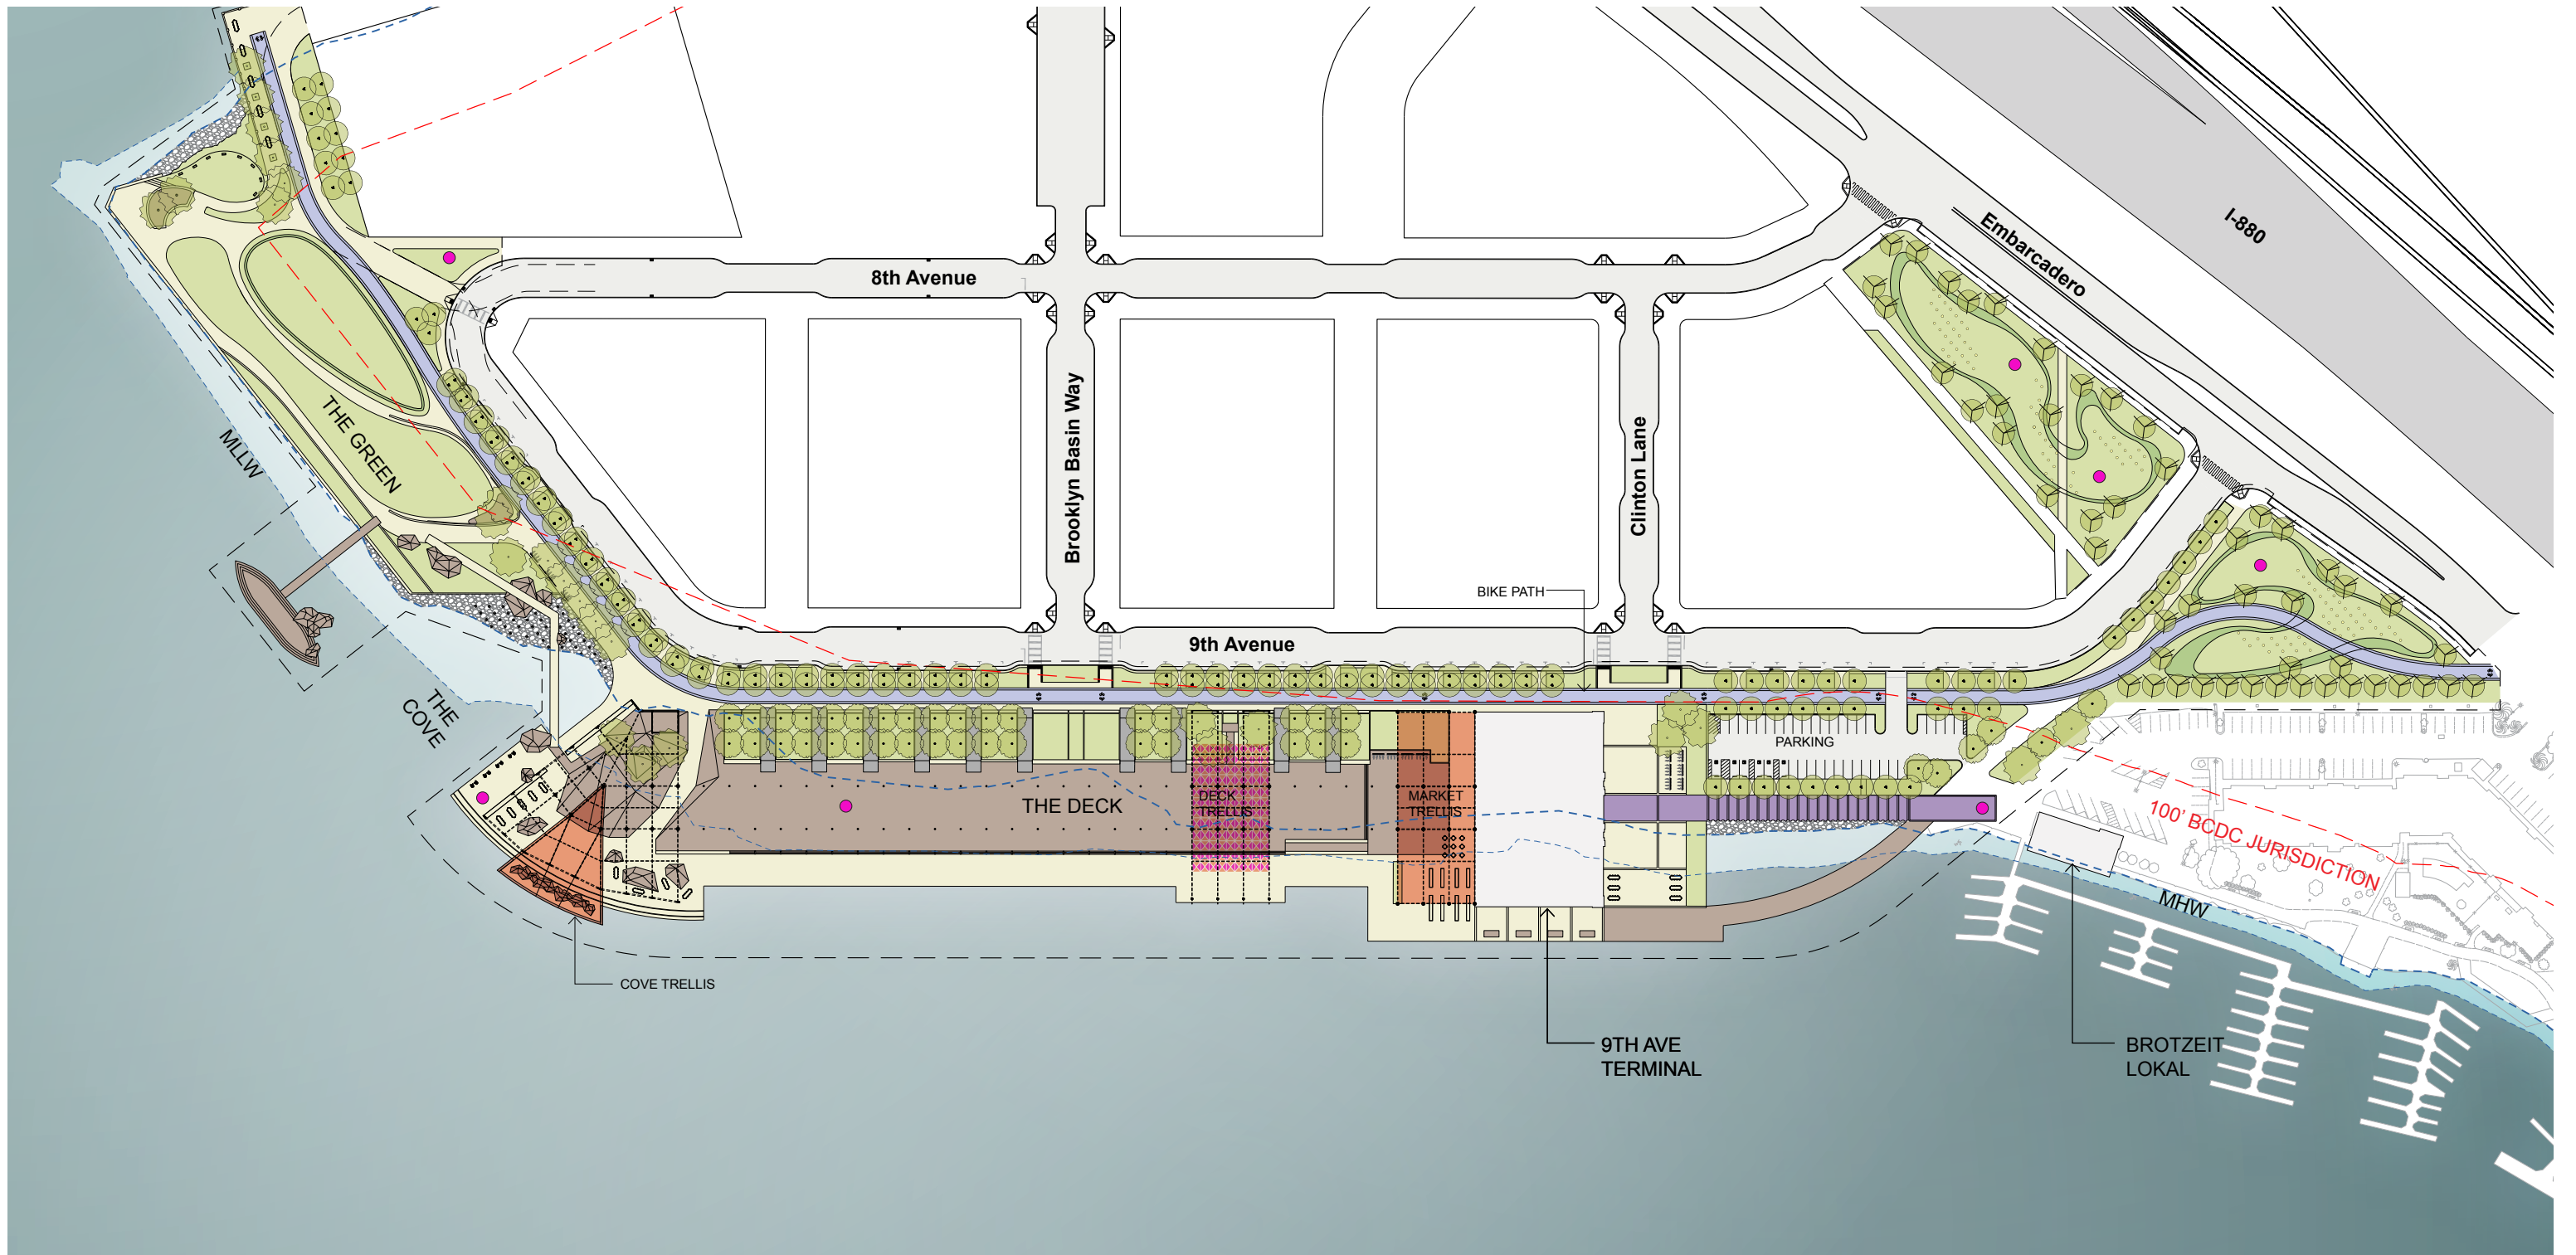 I-880
Embarcadero
8th Avenue
Brooklyn Basin Way
Clinton Lane
THE GREEN
MLLW
BIKE PATH
9th Avenue
THE
COVE
PARKING
DECK
TRELLIS
THE DECK
MARKET
TRELLIS
100' BCDC JURISDICTION
MHW
COVE TRELLIS
9TH AVE
TERMINAL
BROTZEIT
LOKAL